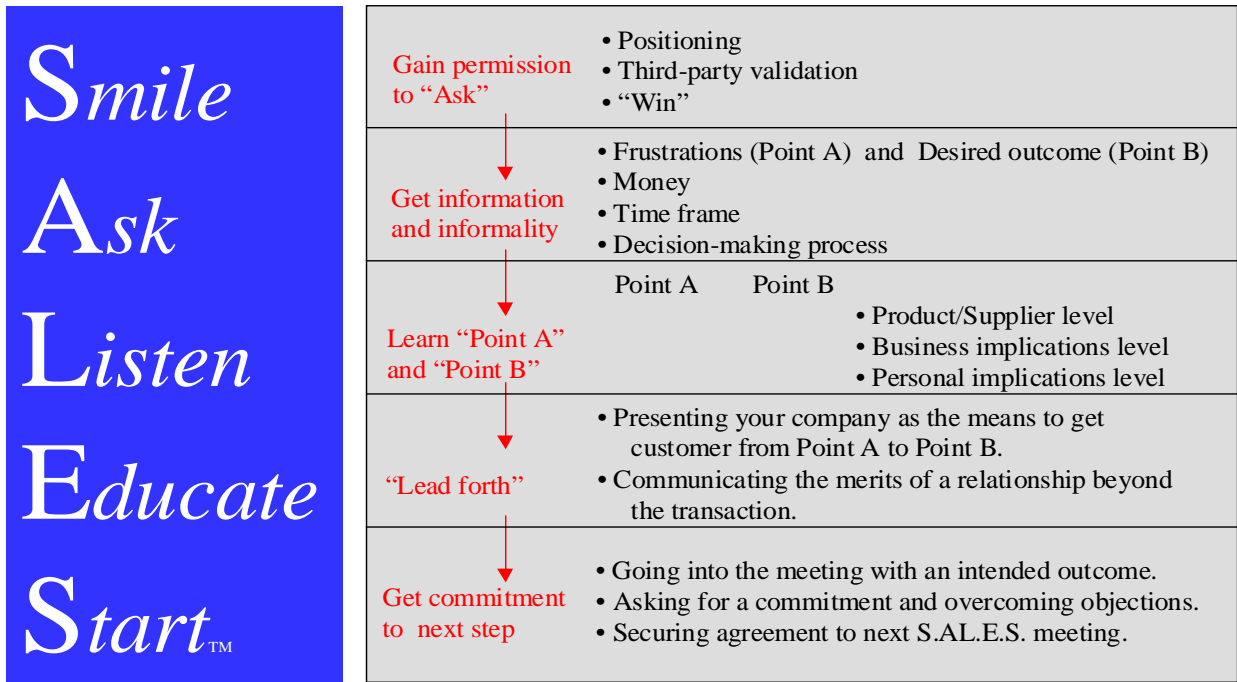 Smile
Gain permission
to “Ask”
• Positioning
• Third-party validation
• “Win”
Ask
Get information
and informality
• Frustrations (Point A) and Desired outcome (Point B)
• Money
• Time frame
• Decision-making process
Listen
Learn “Point A”
and “Point B”
Point A Point B
• Product/Supplier level
• Business implications level
• Personal implications level
Educate
“Lead forth”
• Presenting your company as the means to get
customer from Point A to Point B.
• Communicating the merits of a relationship beyond
the transaction.
Start™
Get commitment
to next step
• Going into the meeting with an intended outcome.
• Asking for a commitment and overcoming objections.
• Securing agreement to next S.AL.E.S. meeting.